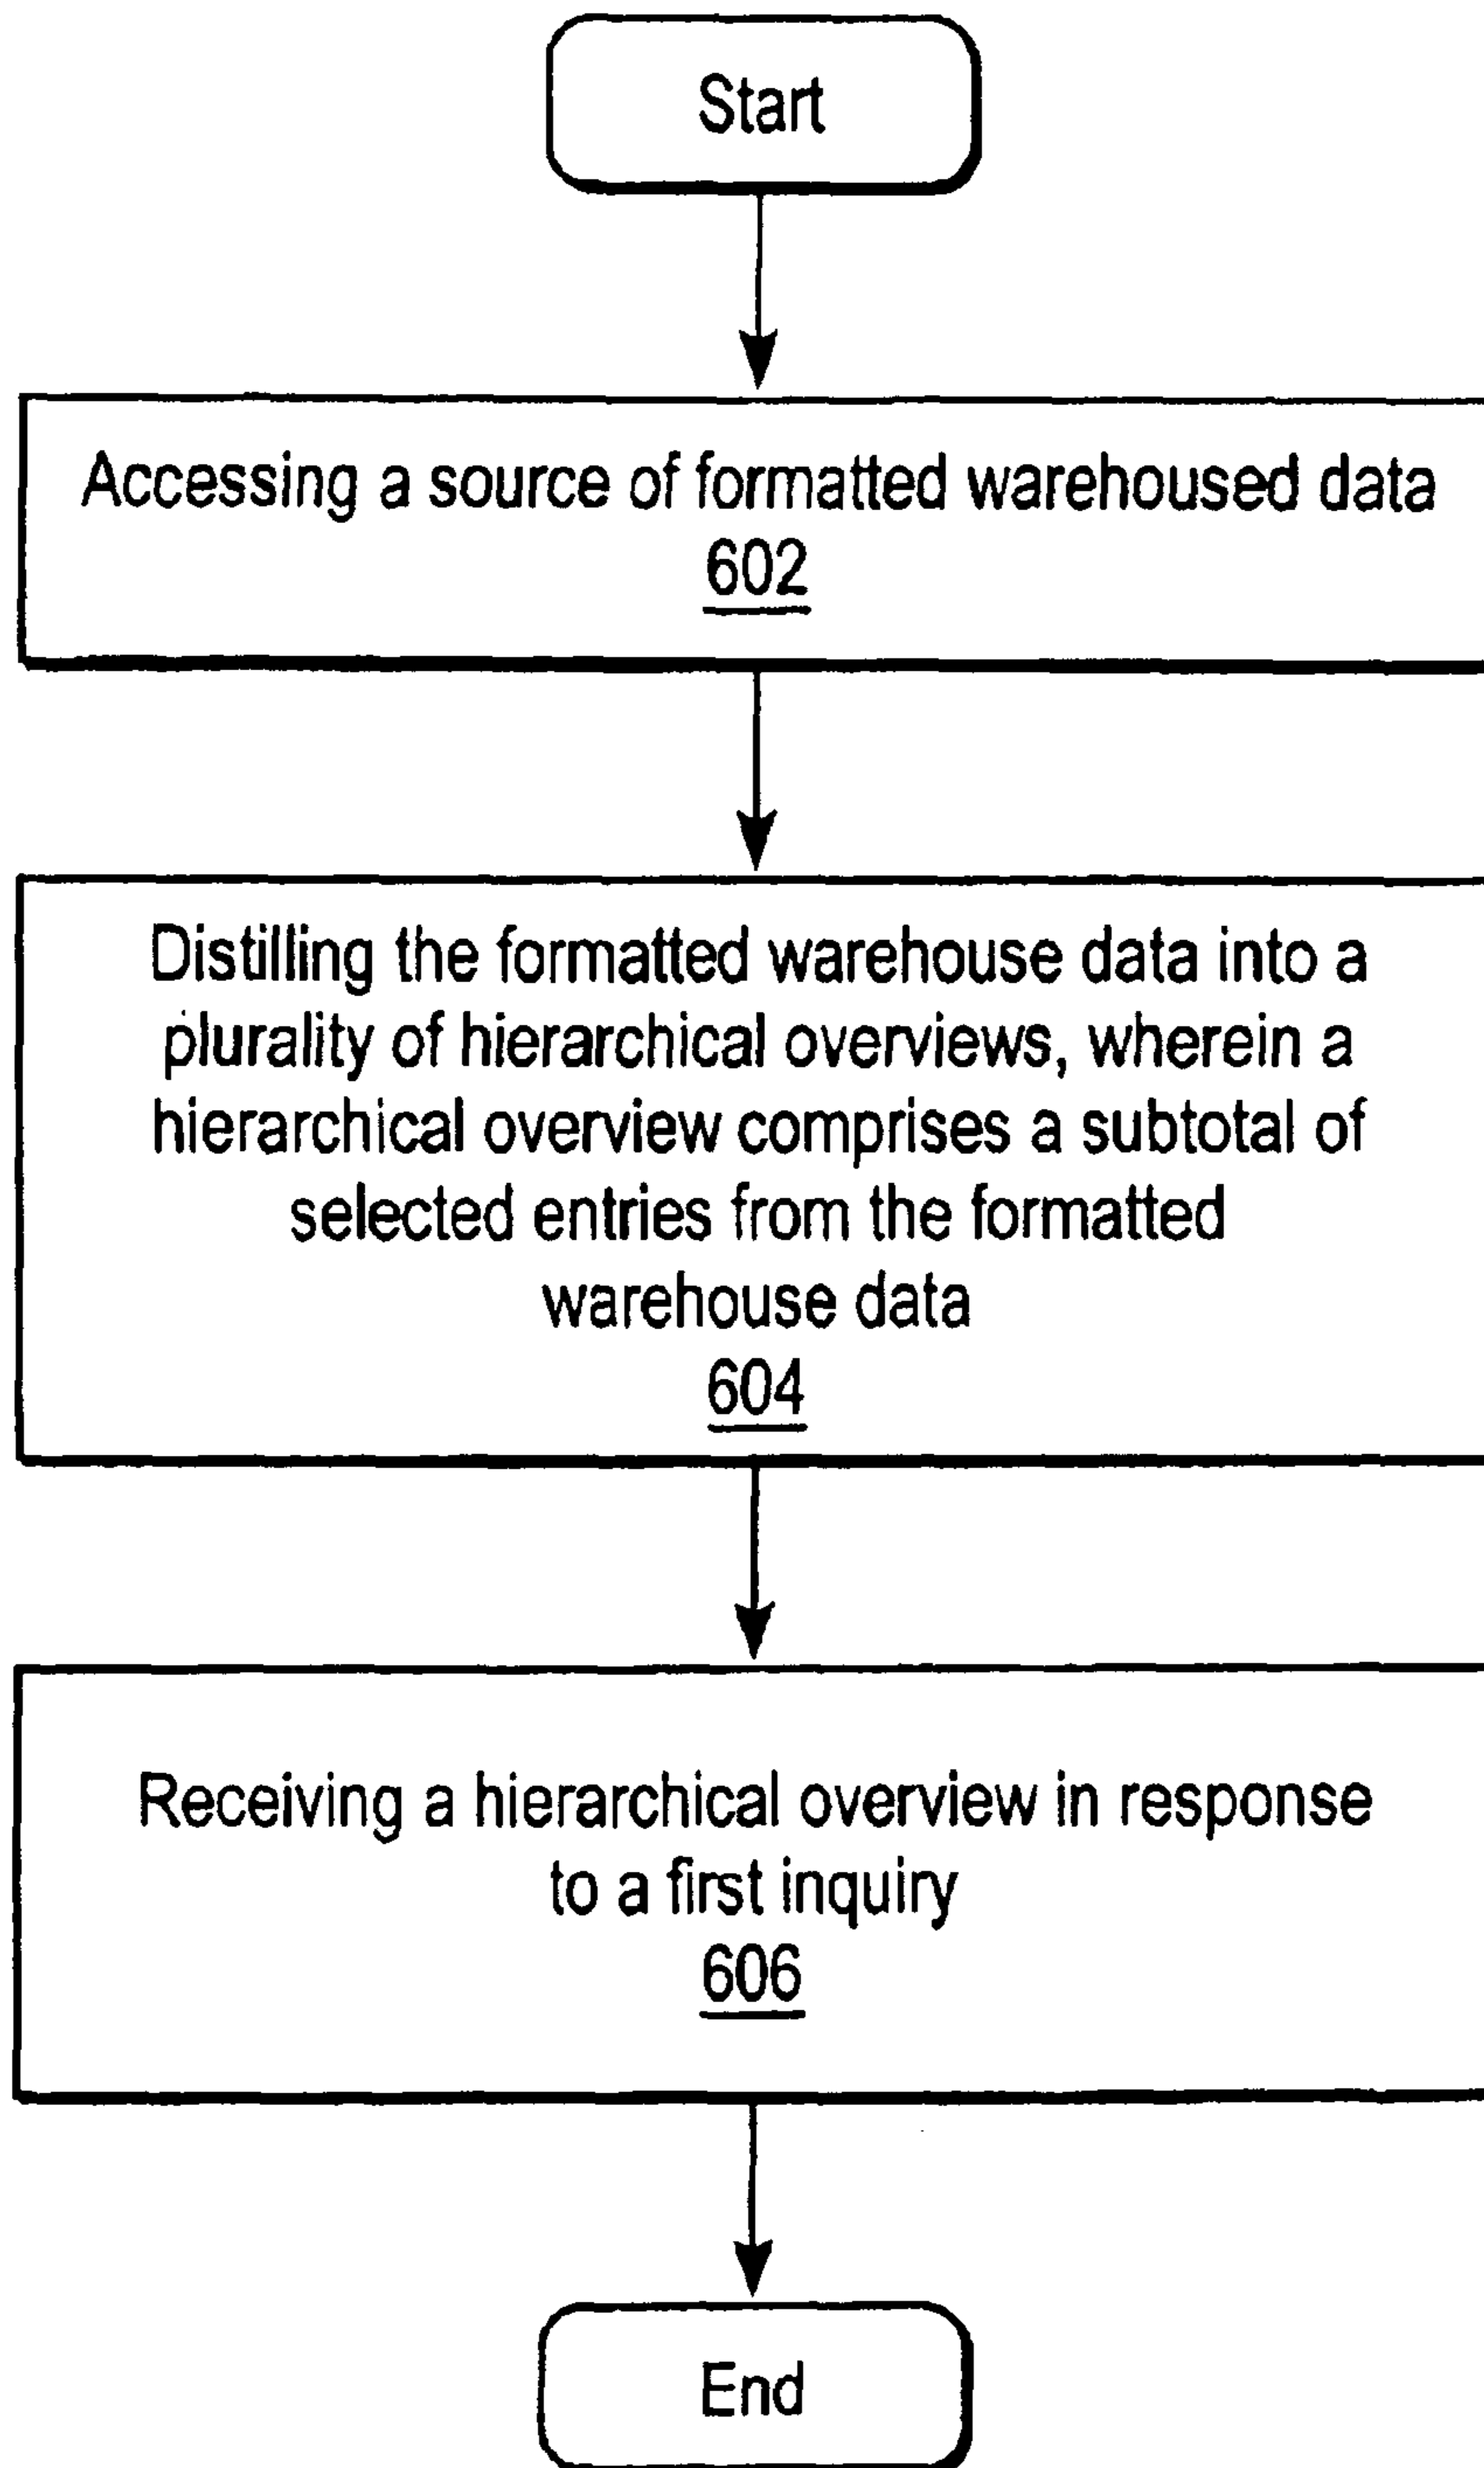 Start
Accessing a source of formatted warehoused data
602
Distilling the formatted warehouse data into a
plurality of hierarchical overviews, wherein a
hierarchical overview comprises a subtotal of
selected entries from the formatted
warehouse data
604
Receiving a hierarchical overview in response
to a first inquiry
606
End